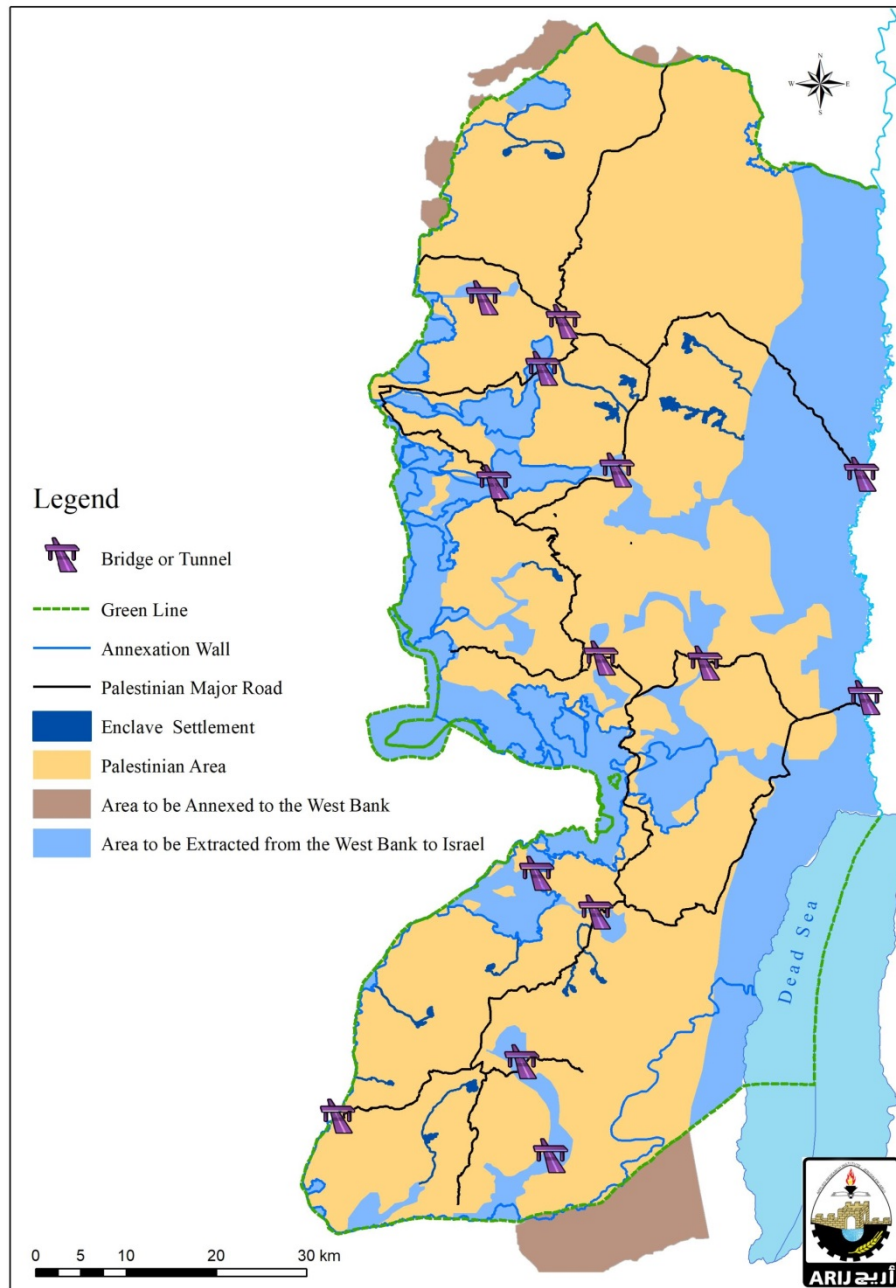 N
W E
S
Legend
Bridge or Tunnel
Green Line
Annexation Wall
Palestinian Major Road
Enclave Settlement
Palestinian Area
Area to be Annexed to the West Bank
Area to be Extracted from the West Bank to Israel
Dead Sea
0 5 10 20 30 km
ARIJ أريج